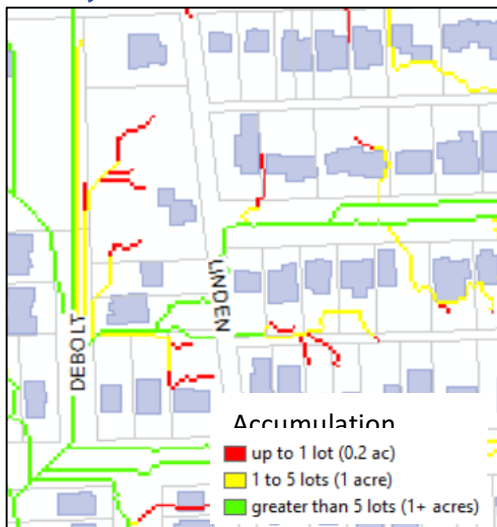 LINDEN
DEBOLT
Accumulation
up to 1 lot (0.2 ac)
1 to 5 lots (1 acre)
greater than 5 lots (1+ acres)